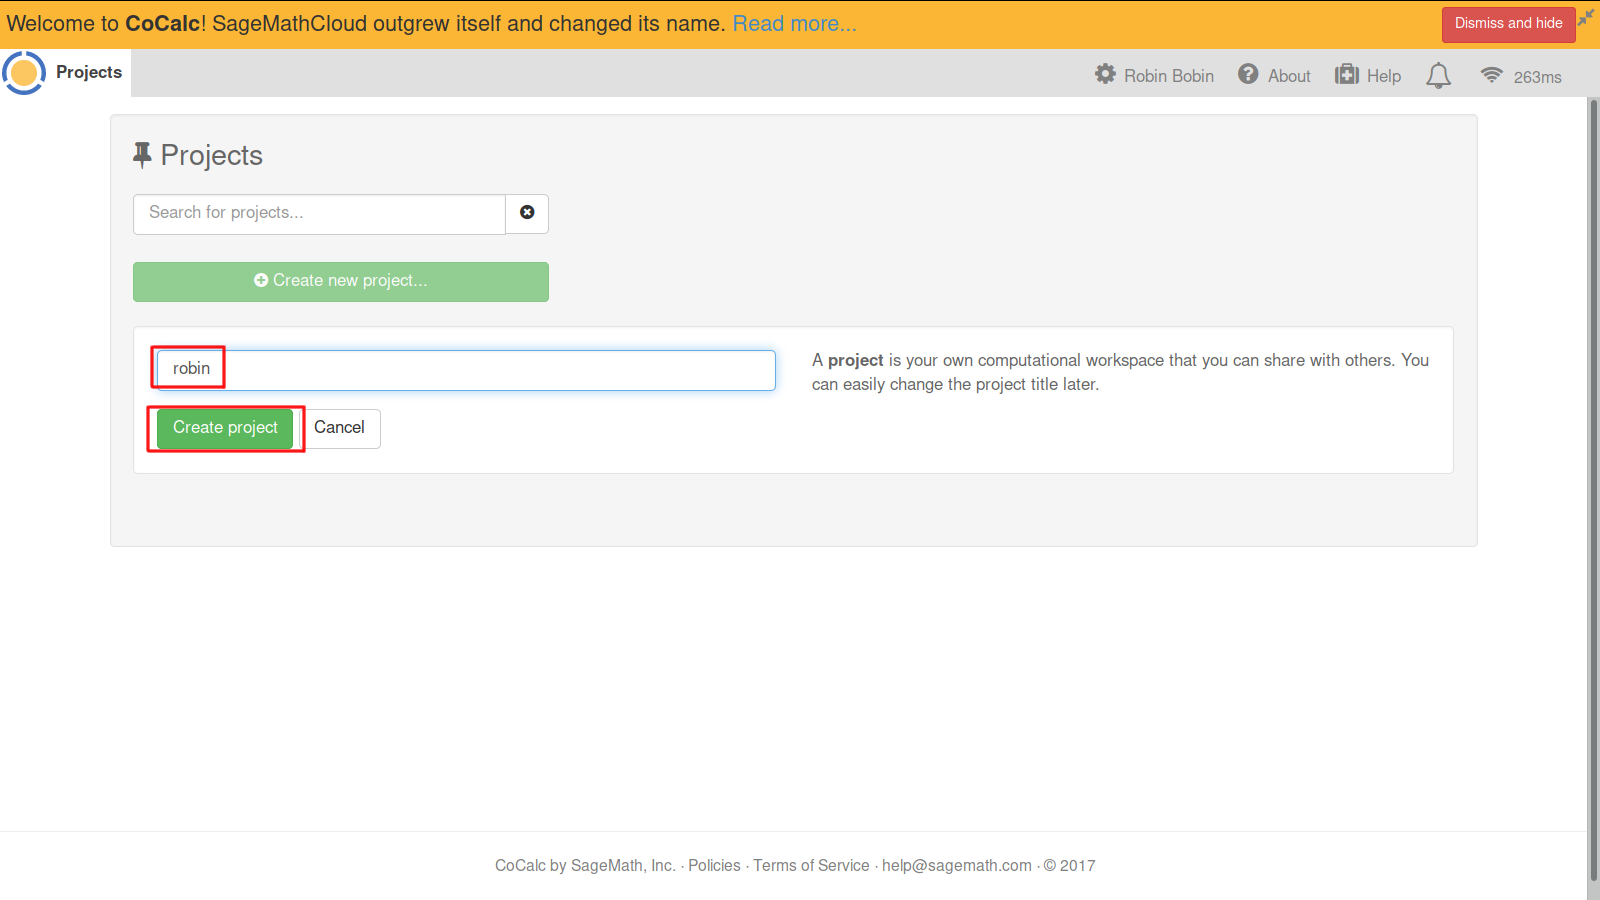 Welcome to CoCalc! SageMathCloud outgrew itself and changed its name. Read more...
Dismiss and hide
Projects
Robin Bobin
About
Help
263ms
Projects
Search for projects...
Create new project...
robin
A project is your own computational workspace that you can share with others. You
can easily change the project title later.
Create project
Cancel
CoCalc by SageMath, Inc. · Policies · Terms of Service · help@sagemath.com · © 2017